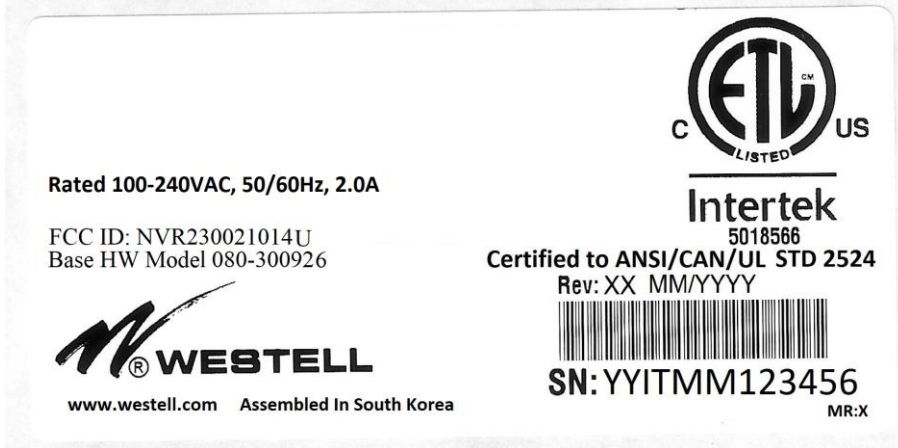 ETL CM
C US
LISTED
Intertek
5018566
Rated 100-240VAC, 50/60Hz, 2.0A
FCC ID: NVR230021014U
Base HW Model 080-300926
Certified to ANSI/CAN/UL STD 2524
Rev: XX MM/YYYY
® WESTELL
SN: YYITMM123456
www.westell.com Assembled In South Korea
MR:X